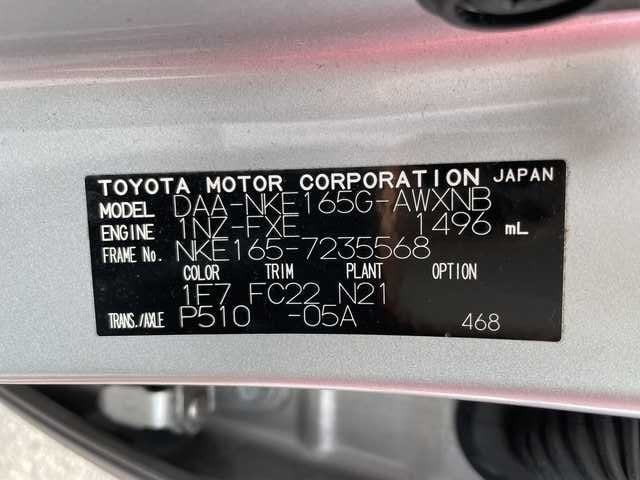 TOYOTA MOTOR CORPORATION JAPAN
MODEL DAA-NKE165G-AWXNB
ENGINE 1NZ-FXE 1496 mL
FRAME No. NKE165-7235568
COLOR TRIM PLANT OPTION
1F7 FC22 N21
TRANS./AXLE P510 -05A 468